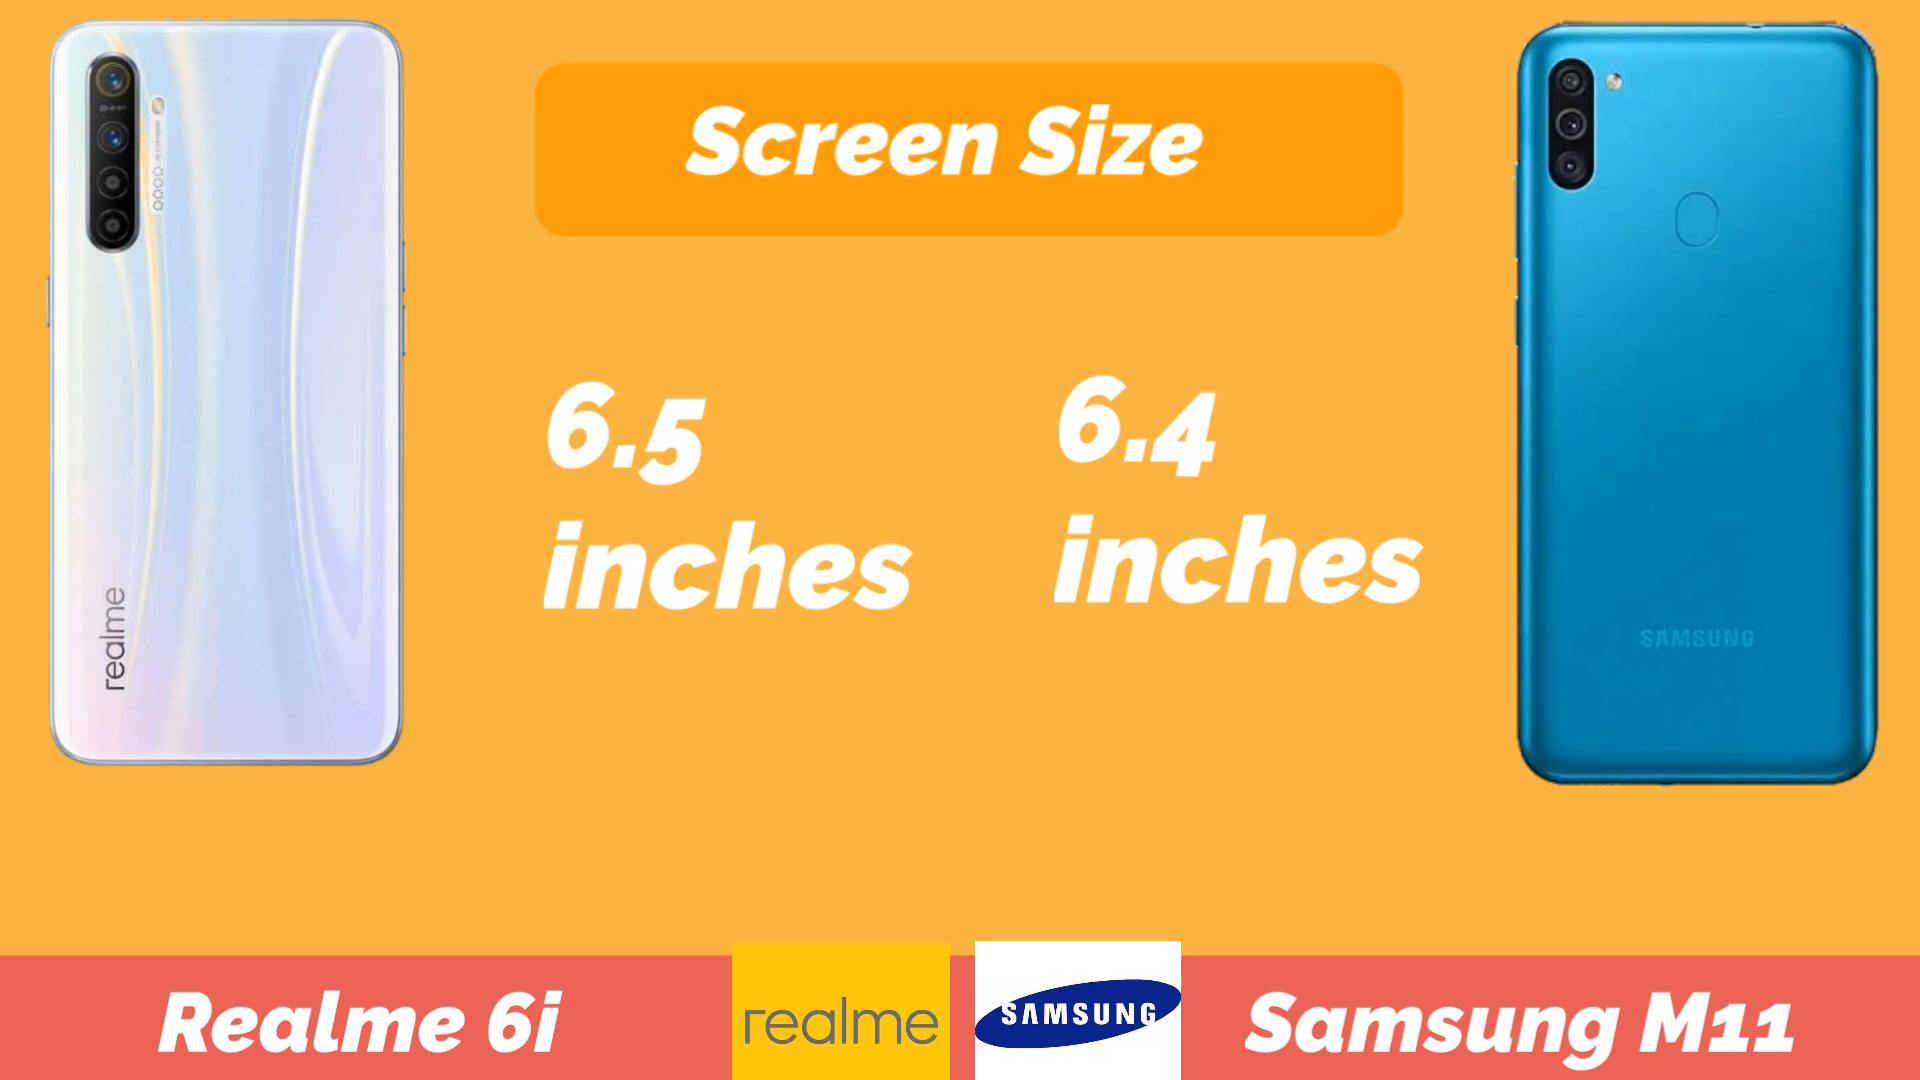 Screen Size
6.5
inches
6.4
inches
realme
SAMSUNG
Realme 6i
realme
SAMSUNG
Samsung M11